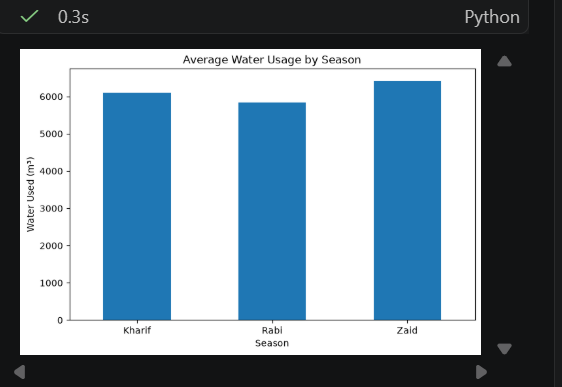 0.3s Python
Average Water Usage by Season
Water Used (m³)
6000
5000
4000
3000
2000
1000
0
Kharif Rabi Zaid
Season